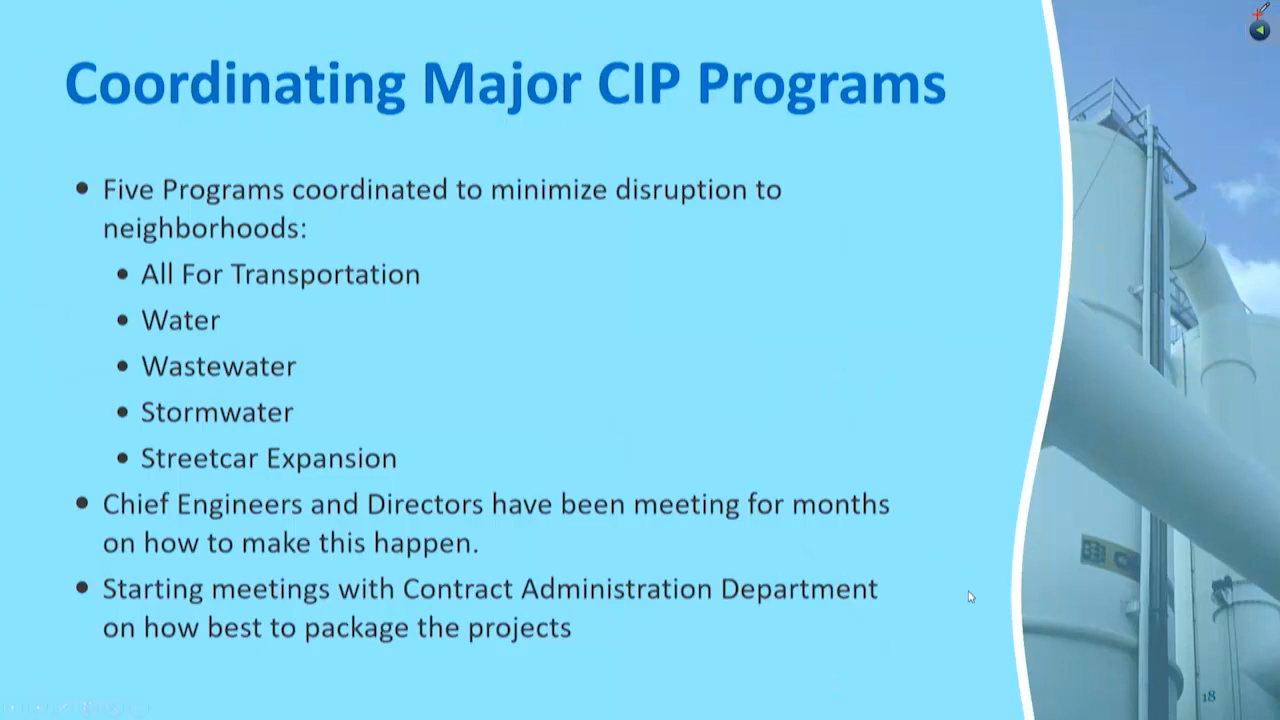 Coordinating Major CIP Programs
• Five Programs coordinated to minimize disruption to
neighborhoods:
• All For Transportation
• Water
• Wastewater
• Stormwater
• Streetcar Expansion
• Chief Engineers and Directors have been meeting for months
on how to make this happen.
• Starting meetings with Contract Administration Department
on how best to package the projects
18